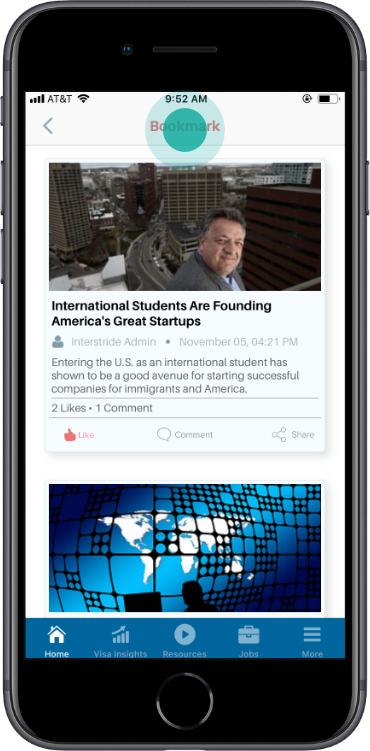 AT&T 9:52 AM
Bookmark
International Students Are Founding
America's Great Startups
Interstride Admin • November 05, 04:21 PM
Entering the U.S. as an international student has
shown to be a good avenue for starting successful
companies for immigrants and America.
2 Likes • 1 Comment
Like Comment Share
Home Visa Insights Resources Jobs More